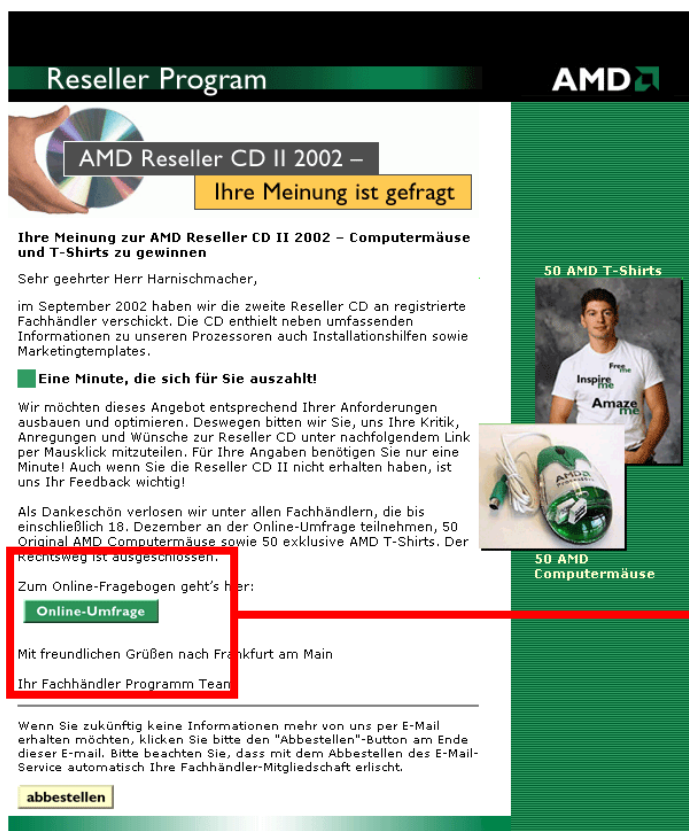 Reseller Program
AMD
AMD Reseller CD II 2002 –
Ihre Meinung ist gefragt
Ihre Meinung zur AMD Reseller CD II 2002 – Computermäuse
und T-Shirts zu gewinnen
Sehr geehrter Herr Harnischmacher,
im September 2002 haben wir die zweite Reseller CD an registrierte
Fachhändler verschickt. Die CD enthielt neben umfassenden
Informationen zu unseren Prozessoren auch Installationshilfen sowie
Marketingtemplates.
Eine Minute, die sich für Sie auszahlt!
Wir möchten dieses Angebot entsprechend Ihrer Anforderungen
ausbauen und optimieren. Deswegen bitten wir Sie, uns Ihre Kritik,
Anregungen und Wünsche zur Reseller CD unter nachfolgendem Link
per Mausklick mitzuteilen. Für Ihre Angaben benötigen Sie nur eine
Minute! Auch wenn Sie die Reseller CD II nicht erhalten haben, ist
uns Ihr Feedback wichtig!
Als Dankeschön verlosen wir unter allen Fachhändlern, die bis
einschließlich 18. Dezember an der Online-Umfrage teilnehmen, 50
Original AMD Computermäuse sowie 50 exklusive AMD T-Shirts. Der
Rechtsweg ist ausgeschlossen.
Zum Online-Fragebogen geht's hier:
Online-Umfrage
Mit freundlichen Grüßen nach Frankfurt am Main
Ihr Fachhändler Programm Team
Wenn Sie zukünftig keine Informationen mehr von uns per E-Mail
erhalten möchten, klicken Sie bitte den "Abbestellen"-Button am Ende
dieser E-mail. Bitte beachten Sie, dass mit dem Abbestellen des E-Mail-
Service automatisch Ihre Fachhändler-Mitgliedschaft erlischt.
abbestellen
50 AMD T-Shirts
Free me
Inspire me
Amaze me
AMD
50 AMD
Computermäuse